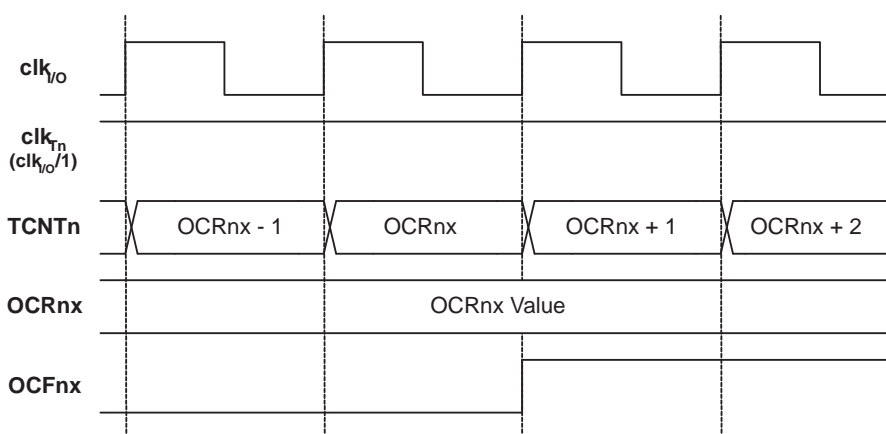 clkI/O
clkTn
(clkI/O/1)
TCNTn OCRnx - 1 OCRnx OCRnx + 1 OCRnx + 2
OCRnx OCRnx Value
OCFnx